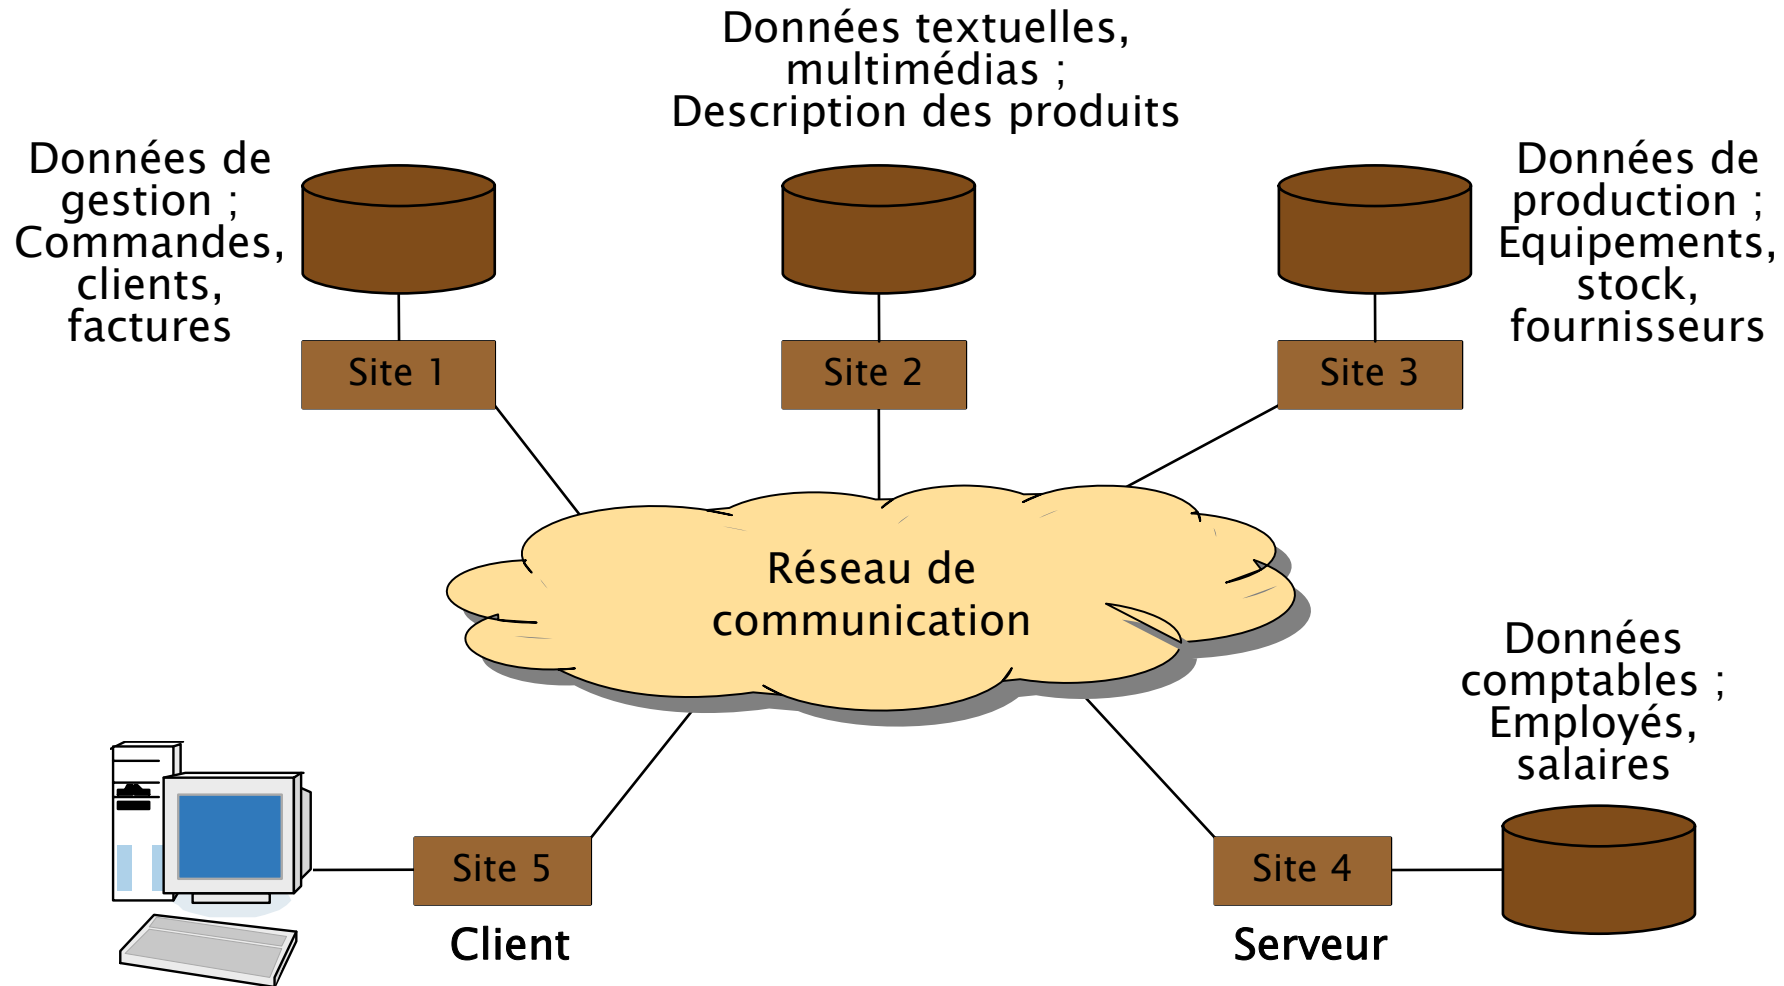 Données textuelles,
multimédias ;
Description des produits
Données de
gestion ;
Commandes,
clients,
factures
Données de
production ;
Equipements,
stock,
fournisseurs
Site 1
Site 2
Site 3
Réseau de
communication
Données
comptables ;
Employés,
salaires
Site 5
Site 4
Client
Serveur